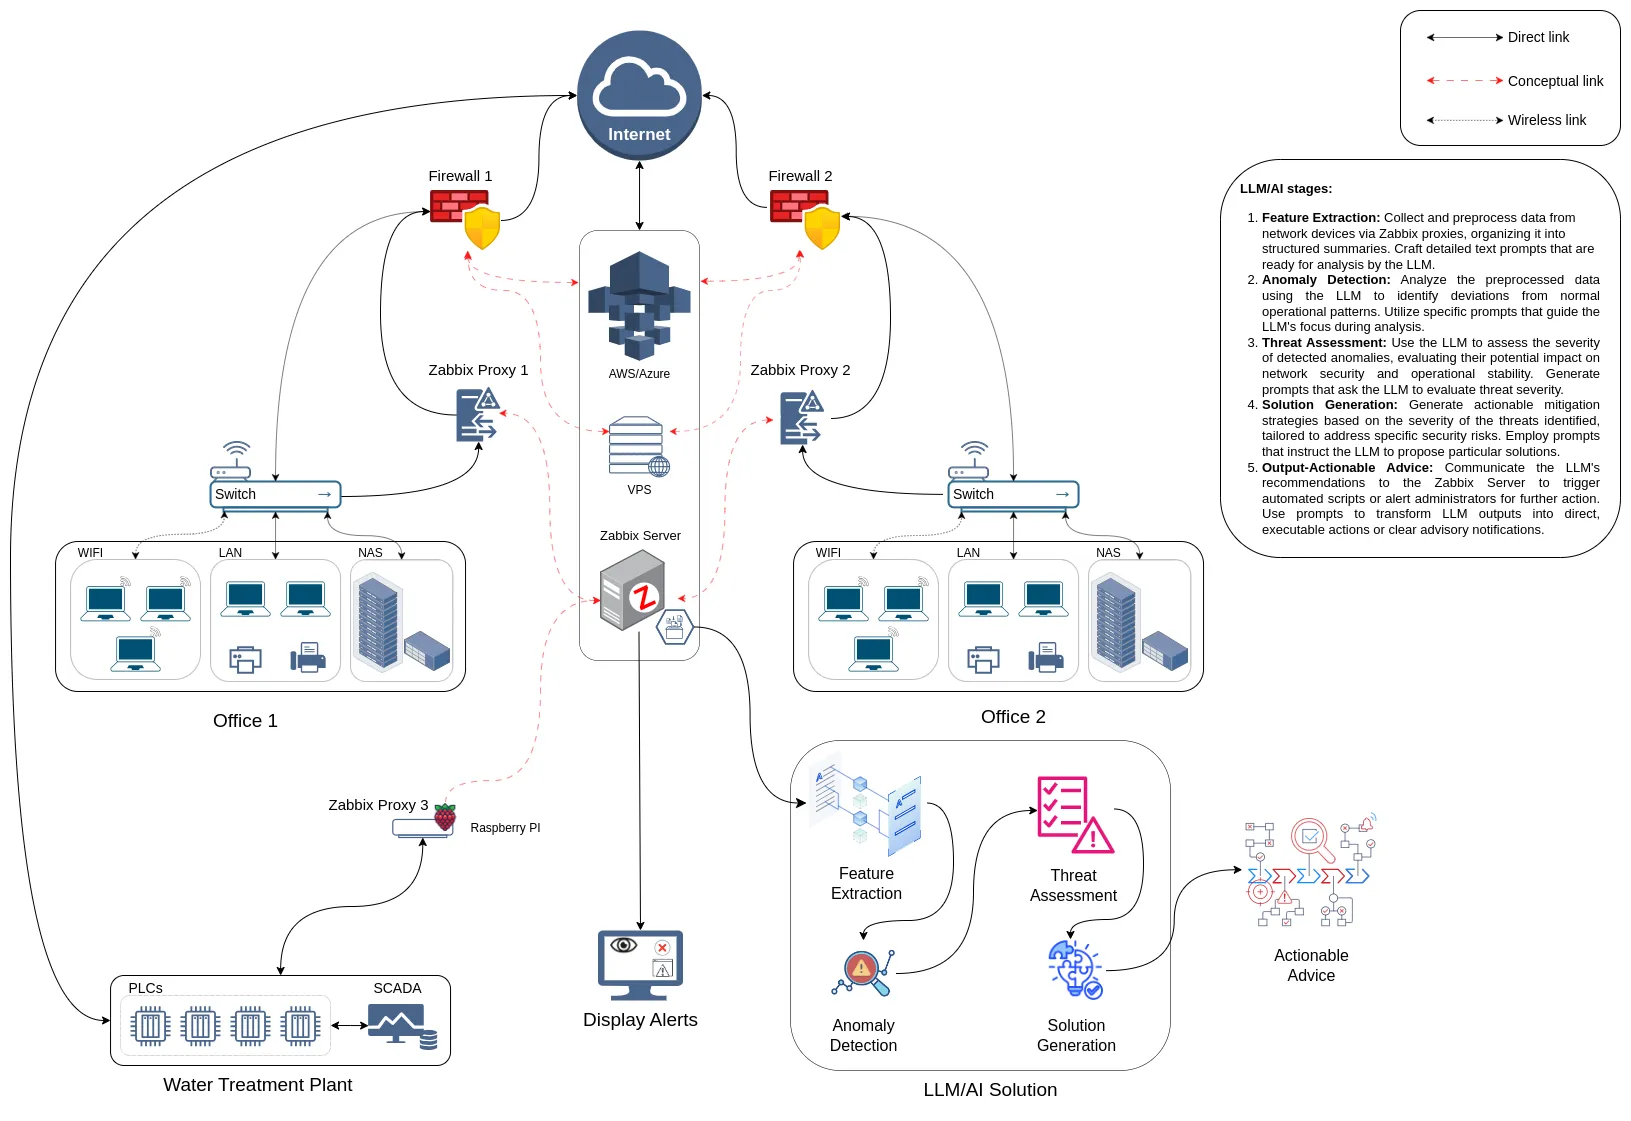 Internet
Direct link
Conceptual link
Wireless link
Firewall 1
Firewall 2
LLM/AI stages:
1. Feature Extraction: Collect and preprocess data from
network devices via Zabbix proxies, organizing it into
structured summaries. Craft detailed text prompts that are
ready for analysis by the LLM.
2. Anomaly Detection: Analyze the preprocessed data
using the LLM to identify deviations from normal
operational patterns. Utilize specific prompts that guide the
LLM's focus during analysis.
3. Threat Assessment: Use the LLM to assess the severity
of detected anomalies, evaluating their potential impact on
network security and operational stability. Generate
prompts that ask the LLM to evaluate threat severity.
4. Solution Generation: Generate actionable mitigation
strategies based on the severity of the threats identified,
tailored to address specific security risks. Employ prompts
that instruct the LLM to propose particular solutions.
5. Output-Actionable Advice: Communicate the LLM's
recommendations to the Zabbix Server to trigger
automated scripts or alert administrators for further action.
Use prompts to transform LLM outputs into direct,
executable actions or clear advisory notifications.
AWS/Azure
Zabbix Proxy 1
Zabbix Proxy 2
VPS
Switch
Switch
Zabbix Server
Z
WIFI
LAN
NAS
WIFI
LAN
NAS
Office 1
Office 2
Zabbix Proxy 3
Raspberry PI
A
A
Feature
Extraction
Threat
Assessment
Anomaly
Detection
Solution
Generation
Actionable
Advice
PLCs
SCADA
Water Treatment Plant
Display Alerts
LLM/AI Solution